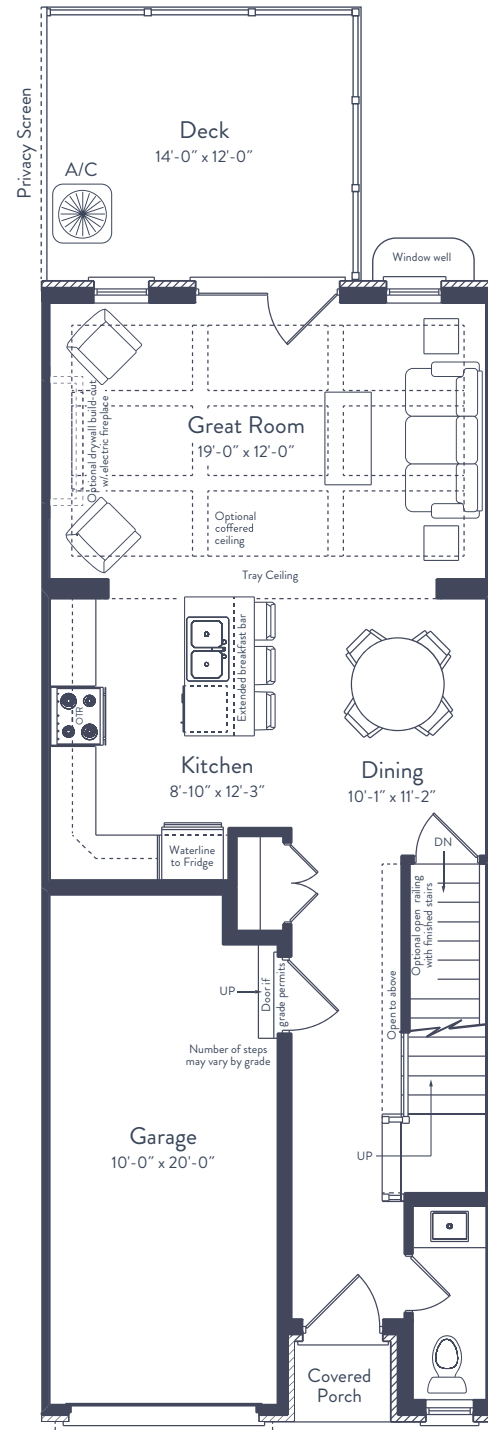 Privacy Screen
Deck
14'-0" x 12'-0"
A/C
Window well
Optional drywall build-out
w/ electric fireplace
Great Room
19'-0" x 12'-0"
Optional
coffered
ceiling
Tray Ceiling
Extended breakfast bar
OTR
Kitchen
8'-10" x 12'-3"
Dining
10'-1" x 11'-2"
Waterline
to Fridge
DN
Optional open railing
with finished stairs
Open to above
UP
Door if
grade permits
Number of steps
may vary by grade
Garage
10'-0" x 20'-0"
UP
Covered
Porch